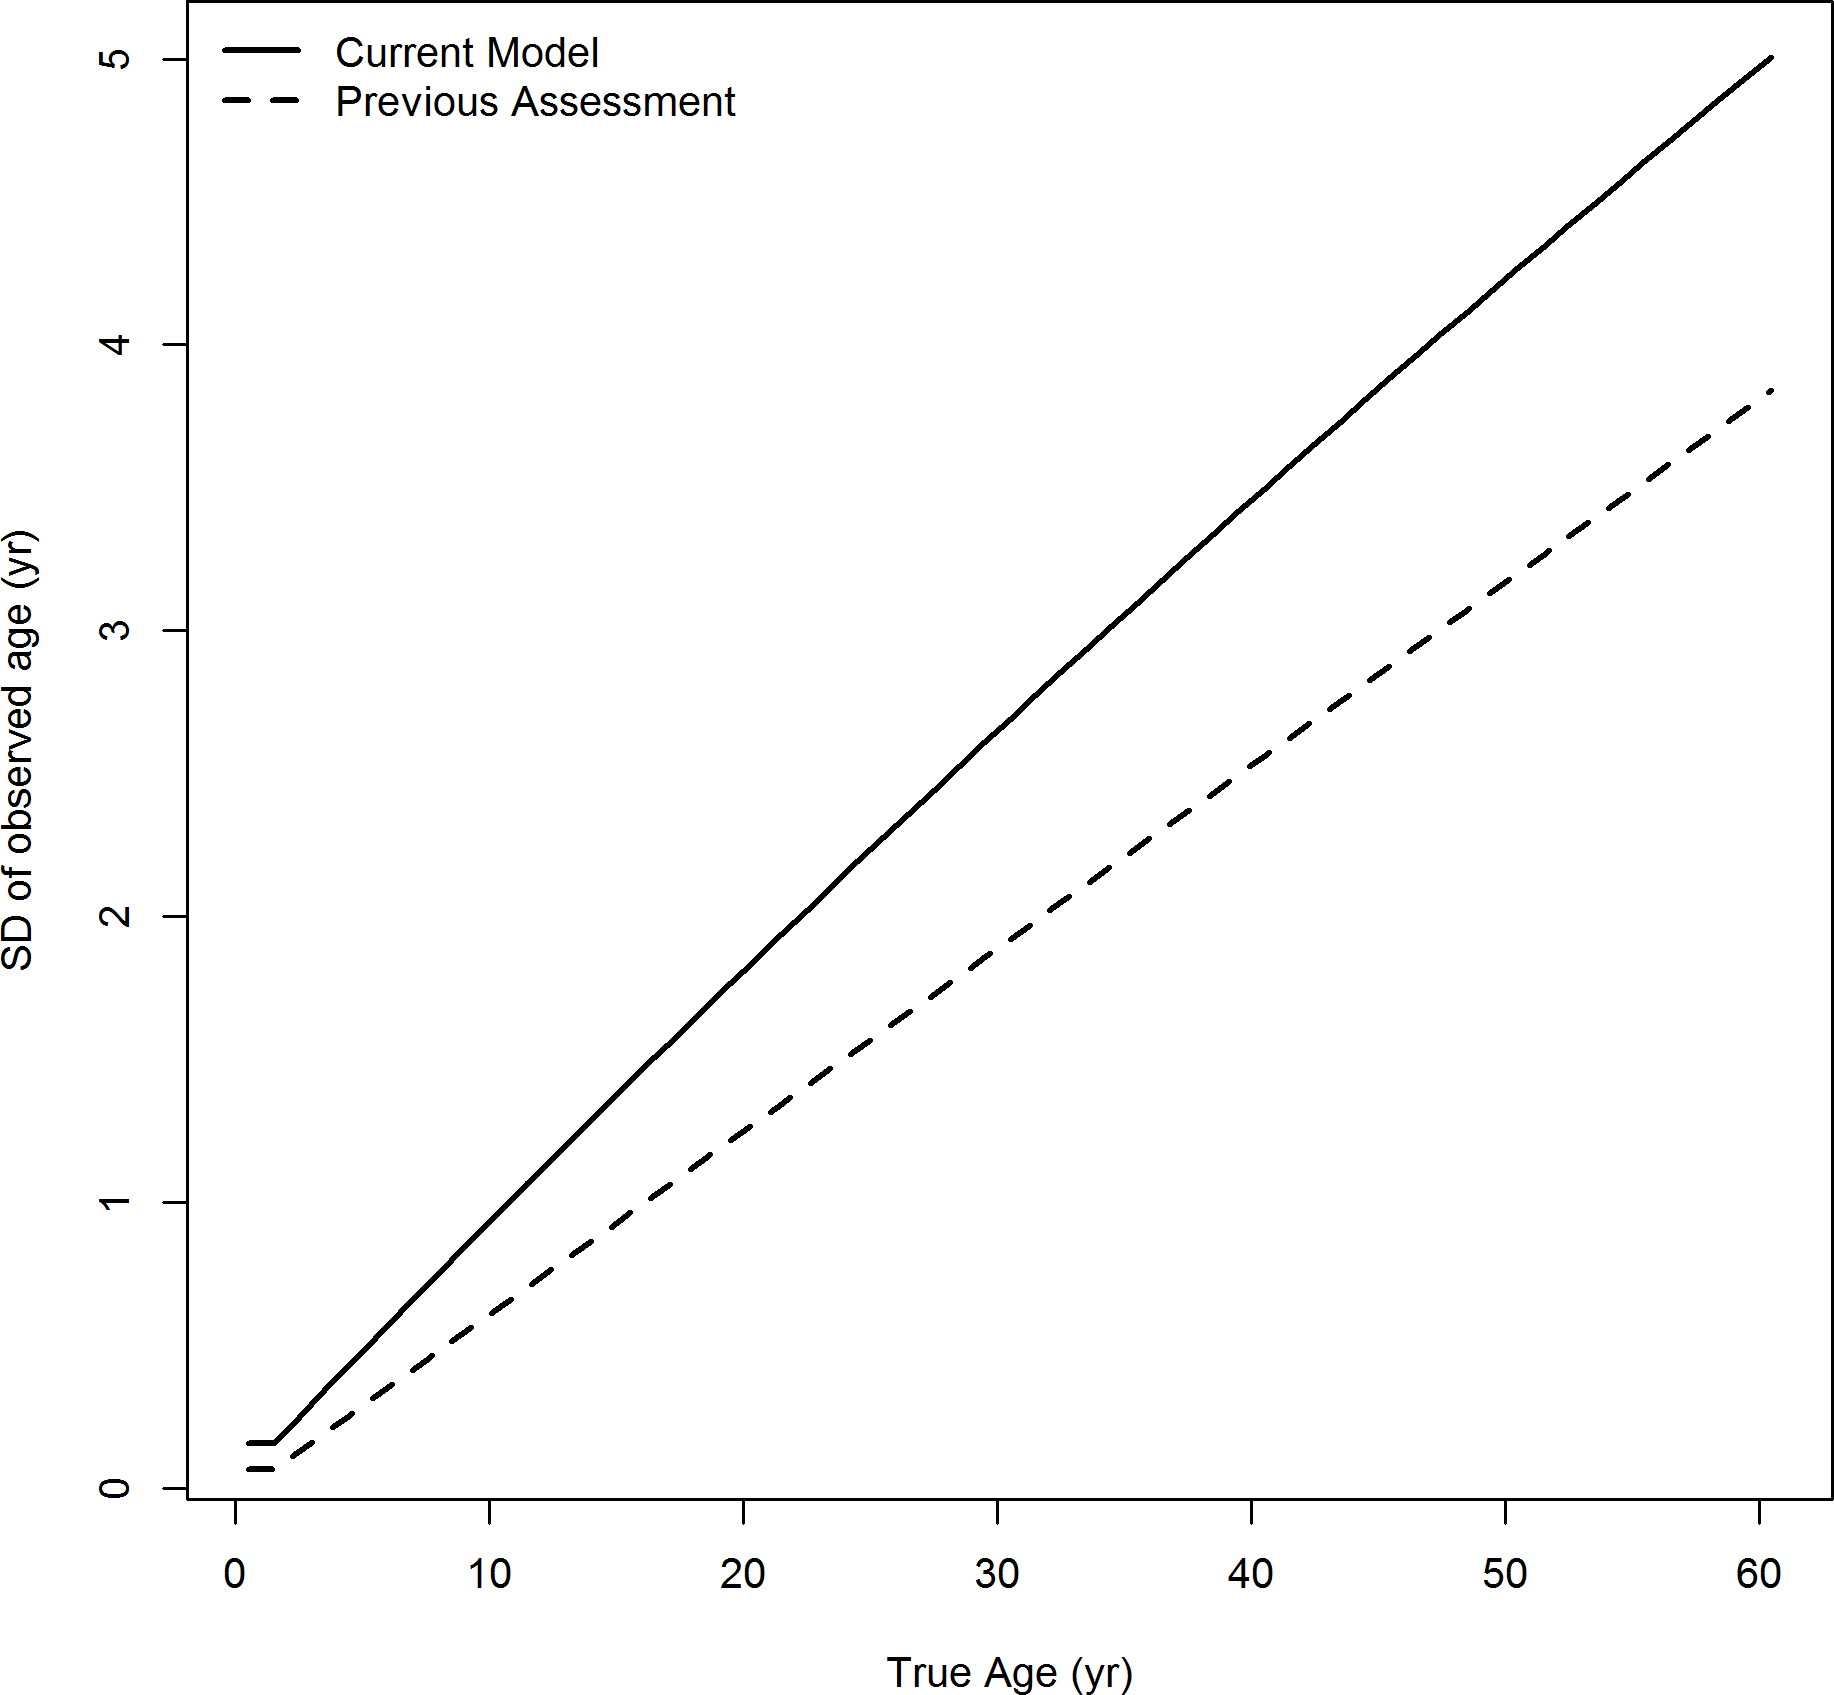 Current Model
Previous Assessment
5
4
3
2
1
0
SD of observed age (yr)
0 10 20 30 40 50 60
True Age (yr)